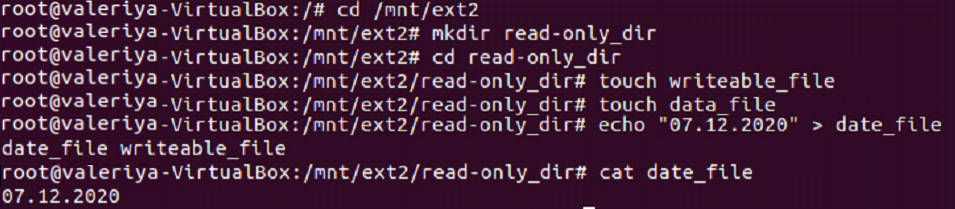 root@valeriya-VirtualBox:/# cd /mnt/ext2
root@valeriya-VirtualBox:/mnt/ext2# mkdir read-only_dir
root@valeriya-VirtualBox:/mnt/ext2# cd read-only_dir
root@valeriya-VirtualBox:/mnt/ext2/read-only_dir# touch writeable_file
root@valeriya-VirtualBox:/mnt/ext2/read-only_dir# touch data_file
root@valeriya-VirtualBox:/mnt/ext2/read-only_dir# echo "07.12.2020" > date_file
date_file writeable_file
root@valeriya-VirtualBox:/mnt/ext2/read-only_dir# cat date_file
07.12.2020